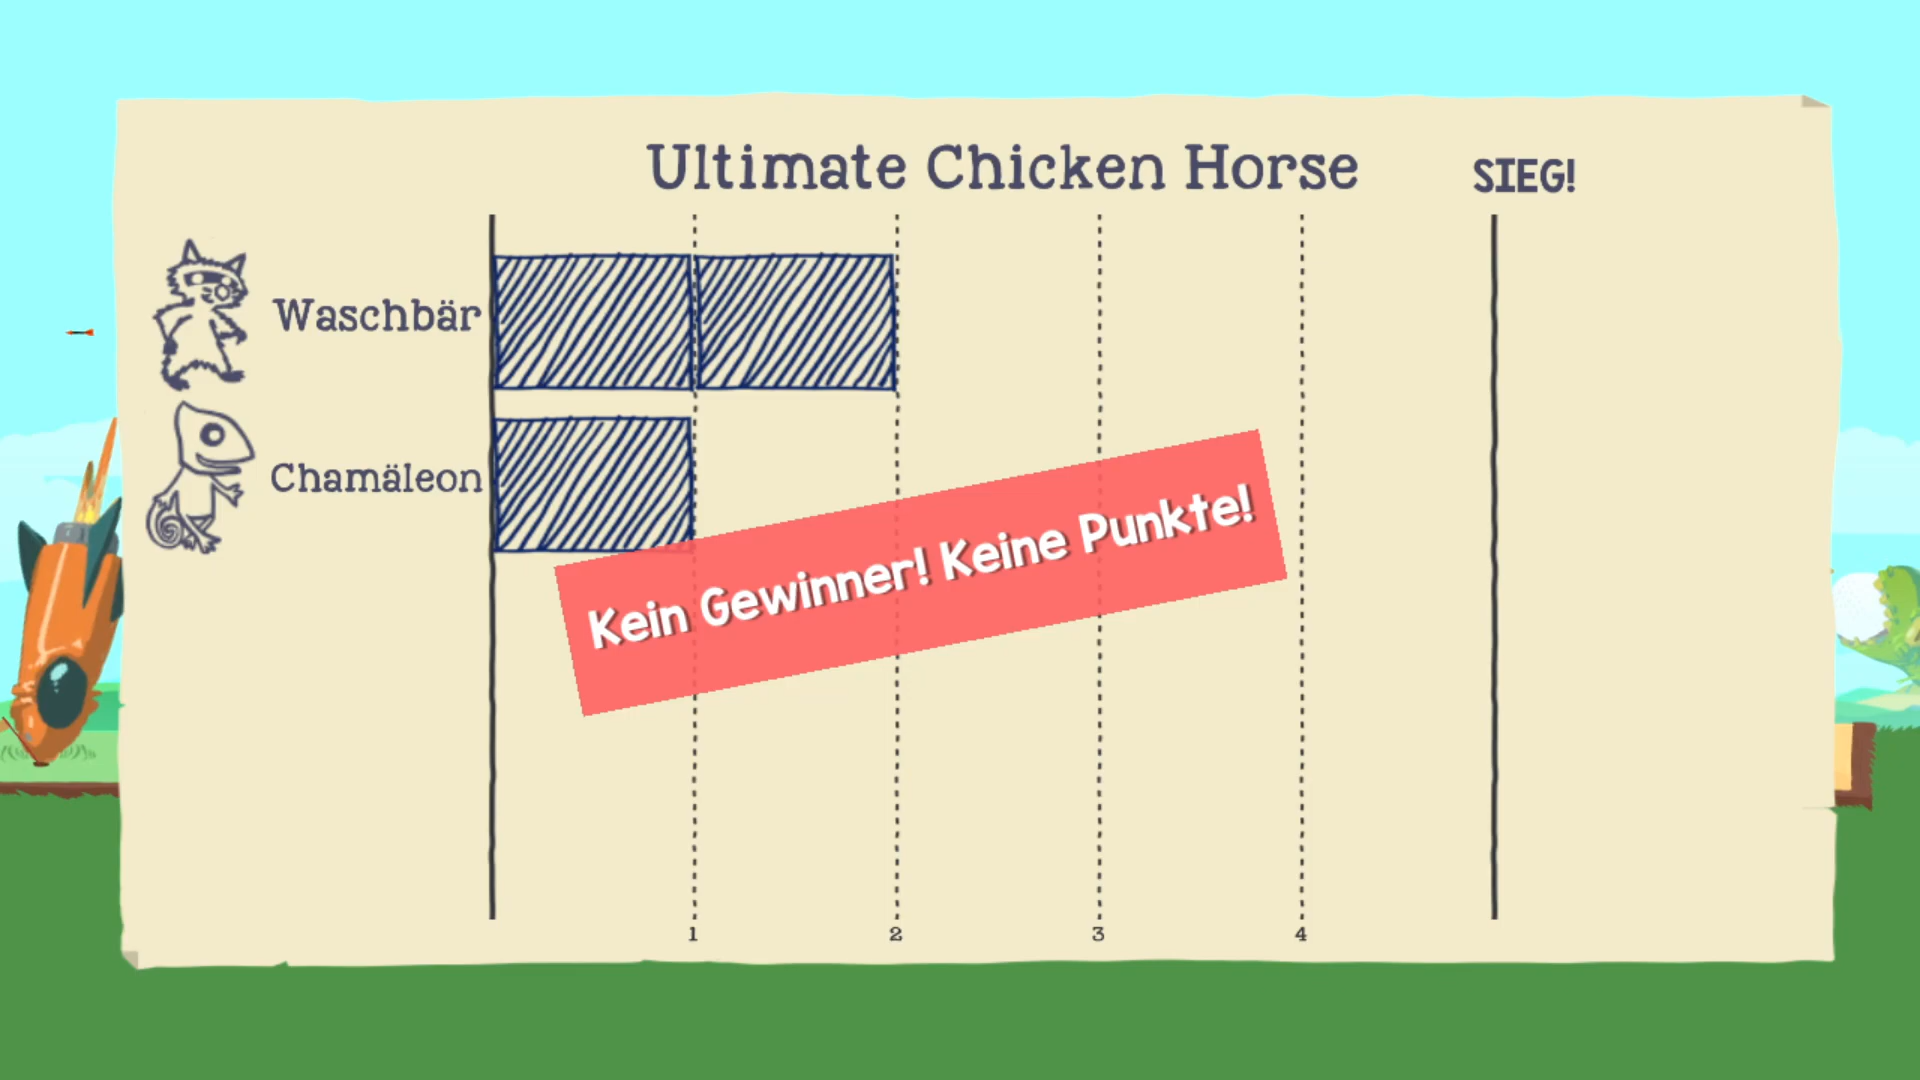 Ultimate Chicken Horse
SIEG!
Waschbär
Chamäleon
Kein Gewinner! Keine Punkte!
1 2 3 4